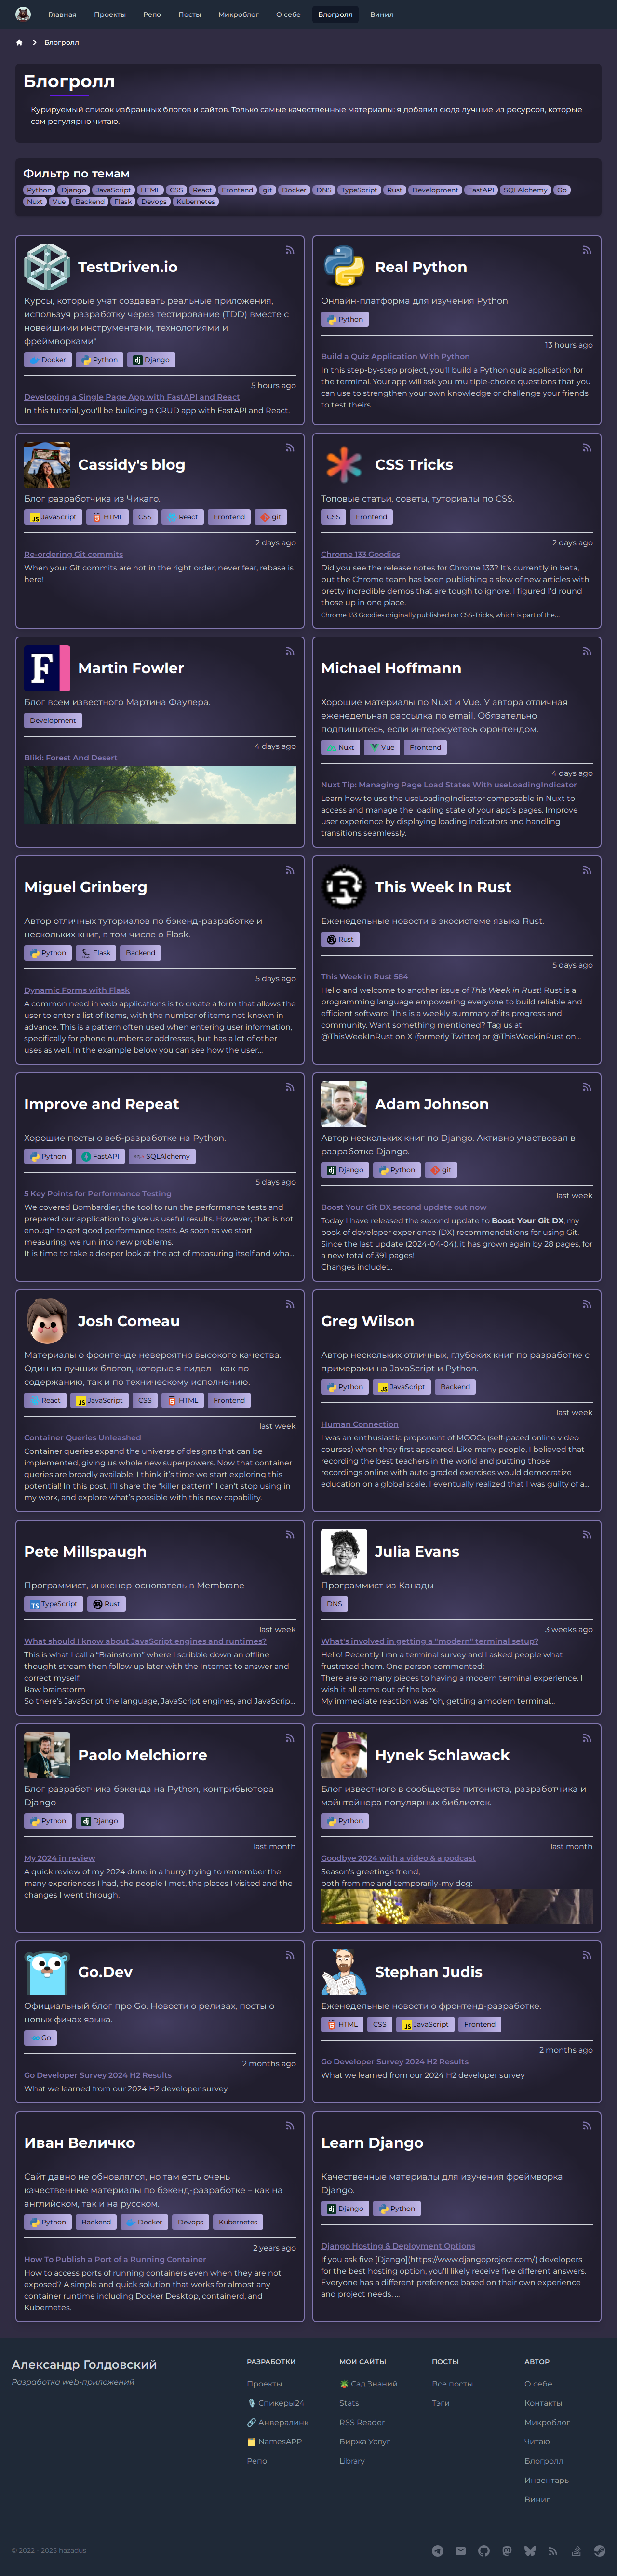 Главная Проекты Репо Посты Микроблог О себе Блогролл Винил
Блогролл
Блогролл
Курируемый список избранных блогов и сайтов. Только самые качественные материалы: я добавил сюда лучшие из ресурсов, которые
сам регулярно читаю.
Фильтр по темам
Python Django JavaScript HTML CSS React Frontend git Docker DNS TypeScript Rust Development FastAPI SQLAlchemy Go
Nuxt Vue Backend Flask Devops Kubernetes
TestDriven.io
Курсы, которые учат создавать реальные приложения,
используя разработку через тестирование (TDD) вместе с
новейшими инструментами, технологиями и
фреймворками"
Docker Python Django
5 hours ago
Developing a Single Page App with FastAPI and React
In this tutorial, you'll be building a CRUD app with FastAPI and React.
Real Python
Онлайн-платформа для изучения Python
Python
13 hours ago
Build a Quiz Application With Python
In this step-by-step project, you'll build a Python quiz application for
the terminal. Your app will ask you multiple-choice questions that you
can use to strengthen your own knowledge or challenge your friends
to test theirs.
Cassidy's blog
Блог разработчика из Чикаго.
JavaScript HTML CSS React Frontend git
2 days ago
Re-ordering Git commits
When your Git commits are not in the right order, never fear, rebase is
here!
CSS Tricks
Топовые статьи, советы, туториалы по CSS.
CSS Frontend
2 days ago
Chrome 133 Goodies
Did you see the release notes for Chrome 133? It's currently in beta,
but the Chrome team has been publishing a slew of new articles with
pretty incredible demos that are tough to ignore. I figured I'd round
those up in one place.
Chrome 133 Goodies originally published on CSS-Tricks, which is part of the…
Martin Fowler
Блог всем известного Мартина Фаулера.
Development
4 days ago
Bliki: Forest And Desert
Michael Hoffmann
Хорошие материалы по Nuxt и Vue. У автора отличная
еженедельная рассылка по email. Обязательно
подпишитесь, если интересуетесь фронтендом.
Nuxt Vue Frontend
4 days ago
Nuxt Tip: Managing Page Load States With useLoadingIndicator
Learn how to use the useLoadingIndicator composable in Nuxt to
access and manage the loading state of your app's pages. Improve
user experience by displaying loading indicators and handling
transitions seamlessly.
Miguel Grinberg
Автор отличных туториалов по бэкенд-разработке и
нескольких книг, в том числе о Flask.
Python Flask Backend
5 days ago
Dynamic Forms with Flask
A common need in web applications is to create a form that allows the
user to enter a list of items, with the number of items not known in
advance. This is a pattern often used when entering user information,
specifically for phone numbers or addresses, but has a lot of other
uses as well. In the example below you can see how the user…
This Week In Rust
Еженедельные новости в экосистеме языка Rust.
Rust
5 days ago
This Week in Rust 584
Hello and welcome to another issue of This Week in Rust! Rust is a
programming language empowering everyone to build reliable and
efficient software. This is a weekly summary of its progress and
community. Want something mentioned? Tag us at
@ThisWeekInRust on X (formerly Twitter) or @ThisWeekinRust on…
Improve and Repeat
Хорошие посты о веб-разработке на Python.
Python FastAPI SQLAlchemy
5 days ago
5 Key Points for Performance Testing
We covered Bombardier, the tool to run the performance tests and
prepared our application to give us useful results. However, that is not
enough to get good performance tests. As soon as we start
measuring, we run into new problems.
It is time to take a deeper look at the act of measuring itself and wha…
Adam Johnson
Автор нескольких книг по Django. Активно участвовал в
разработке Django.
Django Python git
last week
Boost Your Git DX second update out now
Today I have released the second update to Boost Your Git DX, my
book of developer experience (DX) recommendations for using Git.
Since the last update (2024-04-04), it has grown again by 28 pages, for
a new total of 391 pages!
Changes include:…
Josh Comeau
Материалы о фронтенде невероятно высокого качества.
Один из лучших блогов, которые я видел – как по
содержанию, так и по техническому исполнению.
React JavaScript CSS HTML Frontend
last week
Container Queries Unleashed
Container queries expand the universe of designs that can be
implemented, giving us whole new superpowers. Now that container
queries are broadly available, I think it's time we start exploring this
potential! In this post, I'll share the “killer pattern” I can't stop using in
my work, and explore what's possible with this new capability.
Greg Wilson
Автор нескольких отличных, глубоких книг по разработке с
примерами на JavaScript и Python.
Python JavaScript Backend
last week
Human Connection
I was an enthusiastic proponent of MOOCs (self-paced online video
courses) when they first appeared. Like many people, I believed that
recording the best teachers in the world and putting those
recordings online with auto-graded exercises would democratize
education on a global scale. I eventually realized that I was guilty of a…
Pete Millspaugh
Программист, инженер-основатель в Membrane
TypeScript Rust
last week
What should I know about JavaScript engines and runtimes?
This is what I call a “Brainstorm” where I scribble down an offline
thought stream then follow up later with the Internet to answer and
correct myself.
Raw brainstorm
So there's JavaScript the language, JavaScript engines, and JavaScrip…
Julia Evans
Программист из Канады
DNS
3 weeks ago
What's involved in getting a "modern" terminal setup?
Hello! Recently I ran a terminal survey and I asked people what
frustrated them. One person commented:
There are so many pieces to having a modern terminal experience. I
wish it all came out of the box.
My immediate reaction was “oh, getting a modern terminal…
Paolo Melchiorre
Блог разработчика бэкенда на Python, контрибьютора
Django
Python Django
last month
My 2024 in review
A quick review of my 2024 done in a hurry, trying to remember the
many experiences I had, the people I met, the places I visited and the
changes I went through.
Hynek Schlawack
Блог известного в сообществе питониста, разработчика и
мэйнтейнера популярных библиотек.
Python
last month
Goodbye 2024 with a video & a podcast
Season's greetings friend,
both from me and temporarily-my dog:
Go.Dev
Официальный блог про Go. Новости о релизах, посты о
новых фичах языка.
Go
2 months ago
Go Developer Survey 2024 H2 Results
What we learned from our 2024 H2 developer survey
Stephan Judis
Еженедельные новости о фронтенд-разработке.
HTML CSS JavaScript Frontend
2 months ago
Go Developer Survey 2024 H2 Results
What we learned from our 2024 H2 developer survey
Иван Величко
Сайт давно не обновлялся, но там есть очень
качественные материалы по бэкенд-разработке – как на
английском, так и на русском.
Python Backend Docker Devops Kubernetes
2 years ago
How To Publish a Port of a Running Container
How to access ports of running containers even when they are not
exposed? A simple and quick solution that works for almost any
container runtime including Docker Desktop, containerd, and
Kubernetes.
Learn Django
Качественные материалы для изучения фреймворка
Django.
Django Python
Django Hosting & Deployment Options
If you ask five [Django](https://www.djangoproject.com/) developers
for the best hosting option, you'll likely receive five different answers.
Everyone has a different preference based on their own experience
and project needs. ...
Александр Голдовский
Разработка web-приложений
РАЗРАБОТКИ
Проекты
Спикеры24
Анвералинк
NamesAPP
Репо
МОИ САЙТЫ
Сад.Знаний
Stats
RSS Reader
Биржа Услуг
Library
ПОСТЫ
Все посты
Тэги
АВТОР
О себе
Контакты
Микроблог
Читаю
Блогролл
Инвентарь
Винил
© 2022 - 2025 hazadus